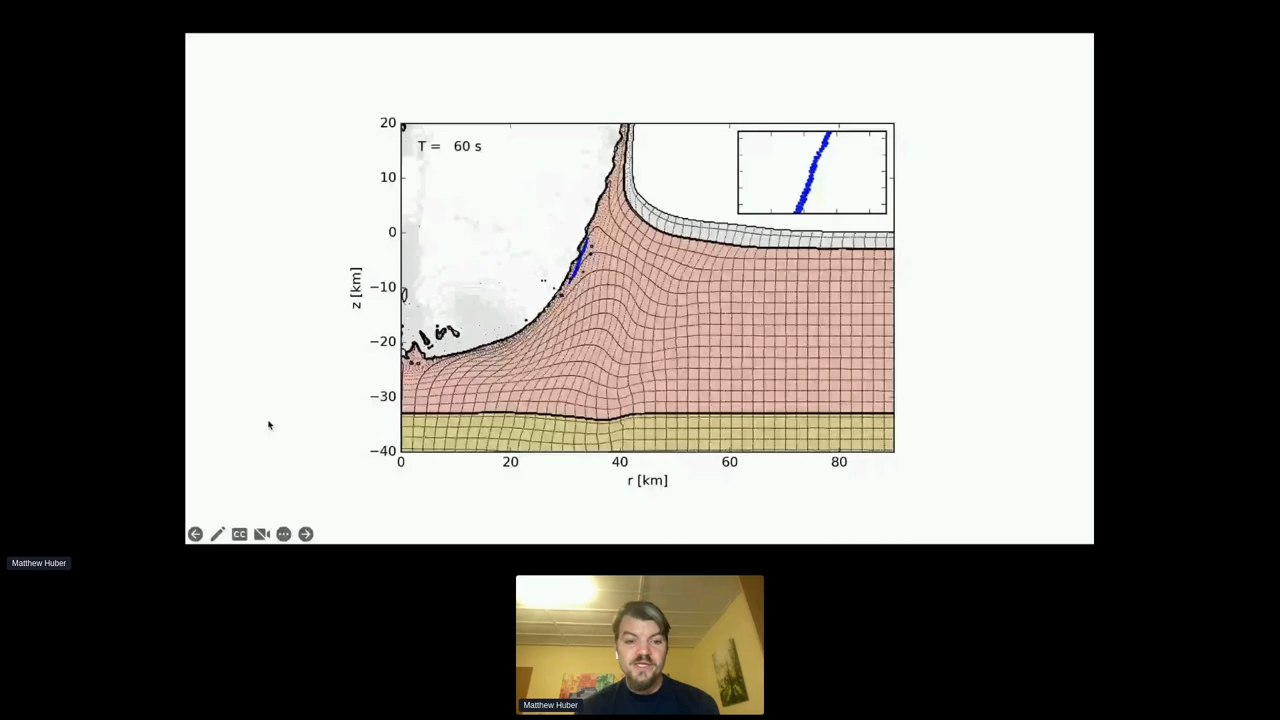 20
10
0
−10
−20
−30
−40
z [km]
T = 60 s
0 20 40 60 80
r [km]
CC
Matthew Huber
Matthew Huber